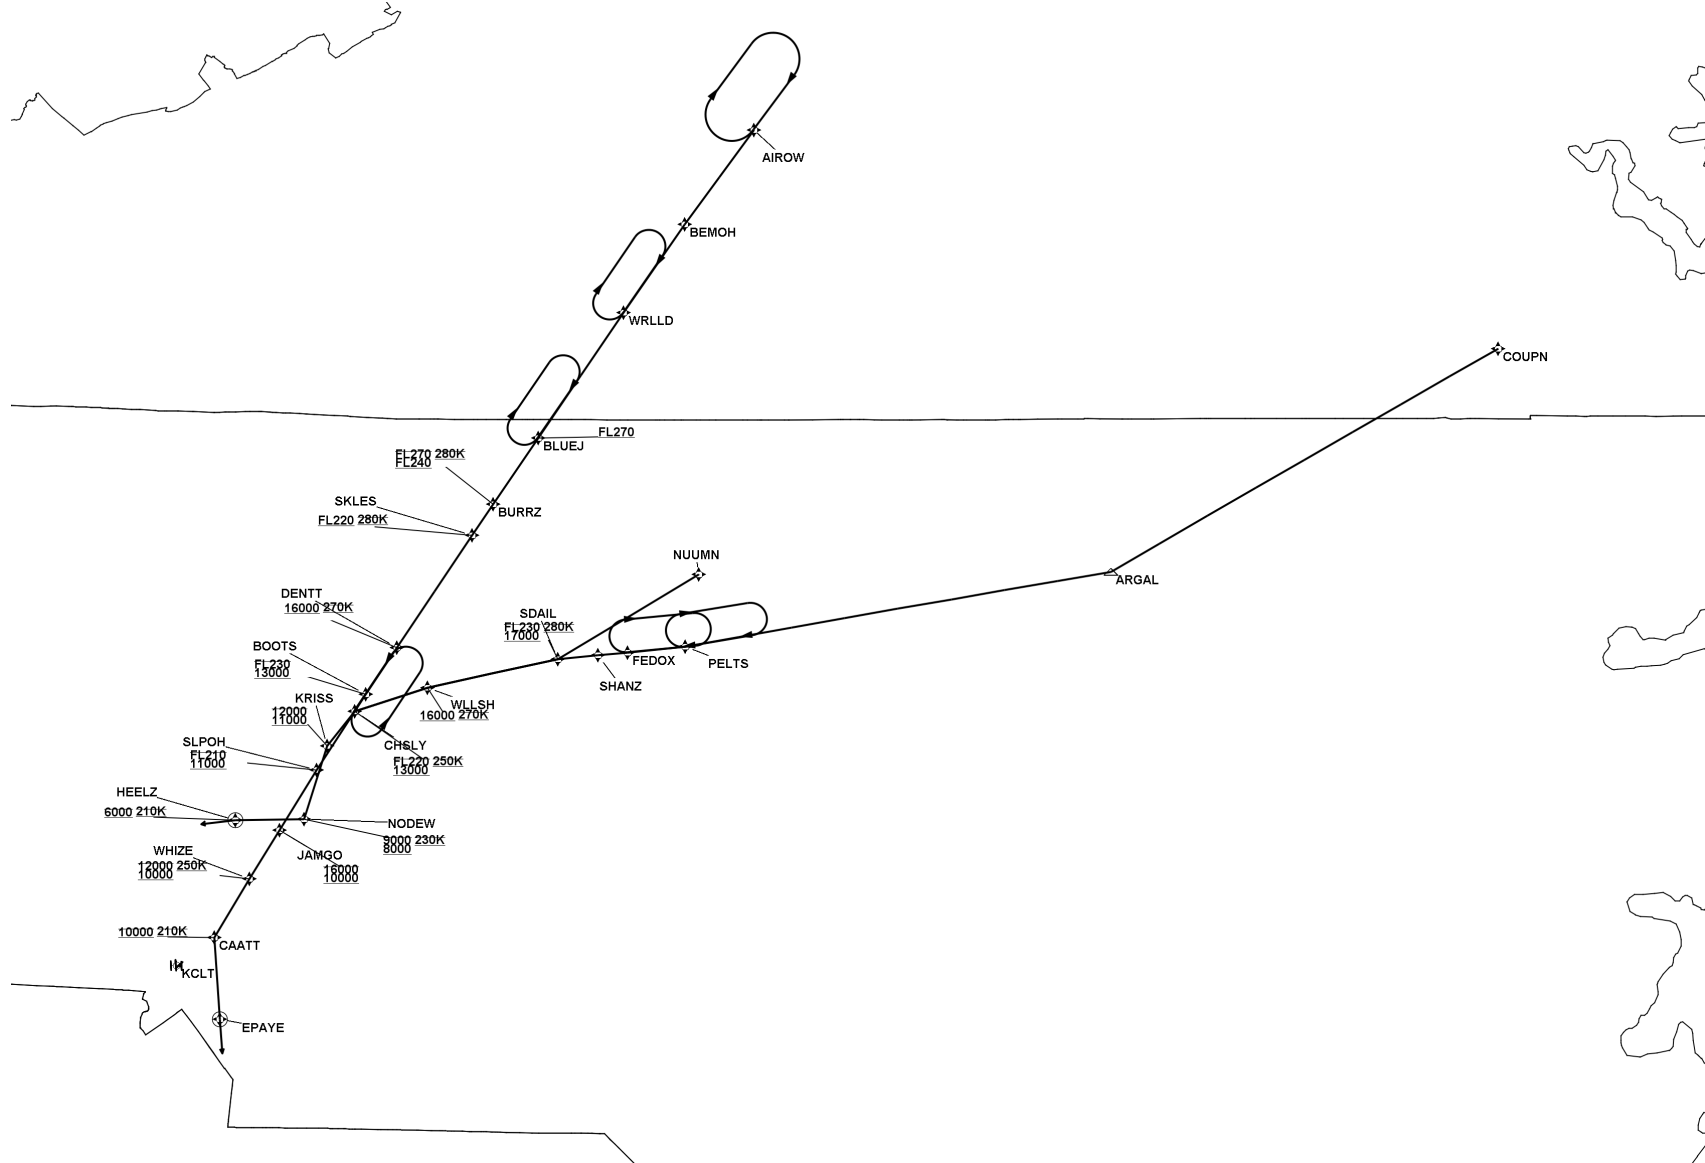 AIROW
BEMOH
WRLLD
COUPN
FL270
BLUEJ
FL270 280K
FL240
SKLES
BURRZ
FL220 280K
NUUMN
ARGAL
DENTT
16000 270K
SDAIL
FL230 280K
17000
BOOTS
FEDOX
PELTS
FL230
13000
SHANZ
KRISS
WLLSH
12000
11000
16000 270K
SLPOH
CHSLY
FL210
11000
FL220 250K
13000
HEELZ
6000 210K
NODEW
9000 230K
8000
WHIZE
JAMGO
12000 250K
10000
16000
10000
10000 210K
CAATT
KCLT
EPAYE